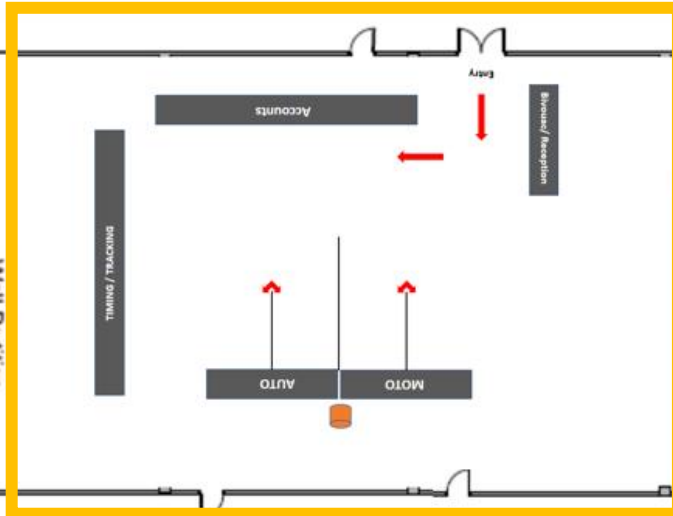 Entry
Accounts
Bivouac/ Reception
TIMING / TRACKING
AUTO
MOTO